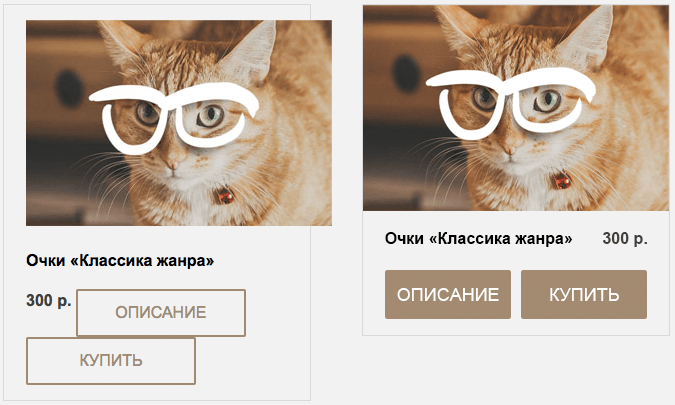 Очки «Классика жанра»
300 р.
ОПИСАНИЕ
КУПИТЬ
Очки «Классика жанра» 300 р.
ОПИСАНИЕ КУПИТЬ